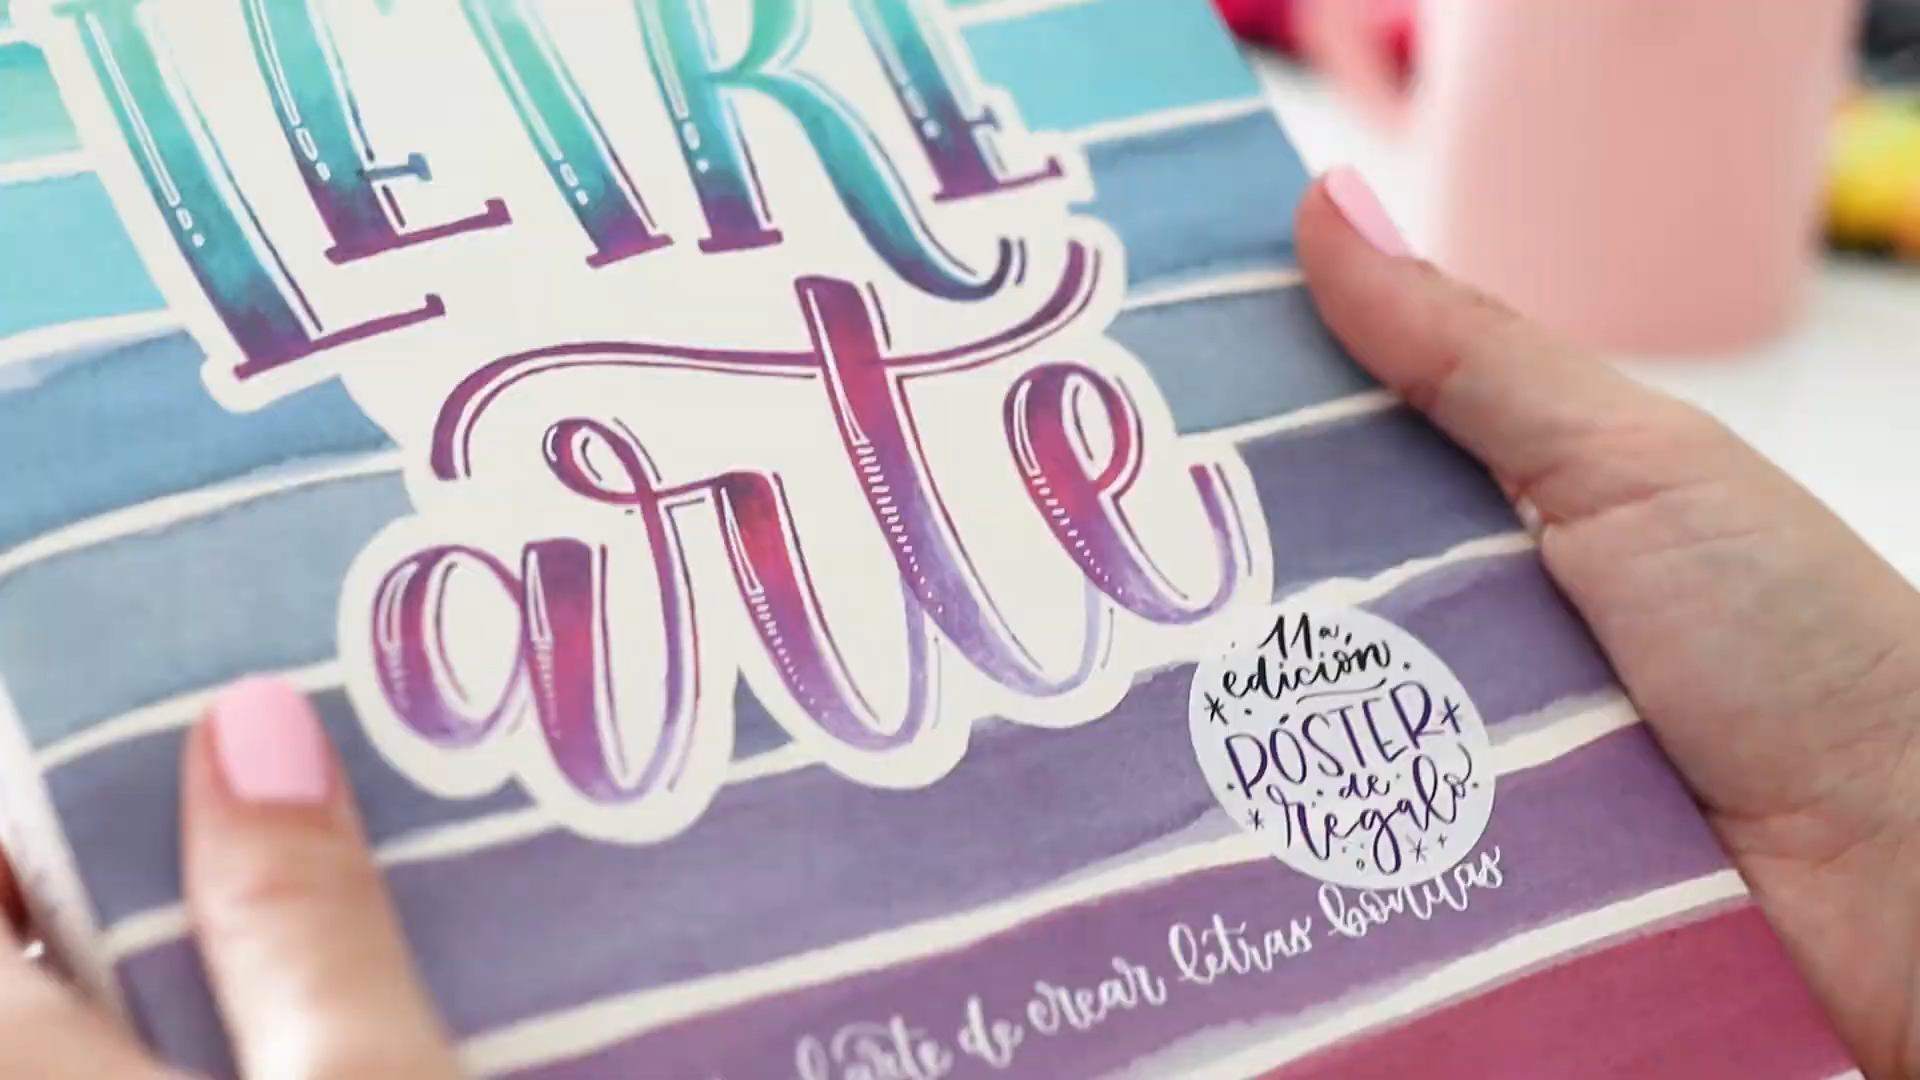 LETRE
arte
11ª
edición
PÓSTER
de
regalo
arte de crear letras bonitas